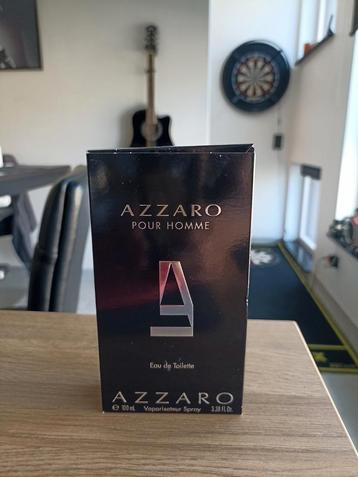 AZZARO
POUR HOMME
Eau de Toilette
AZZARO
℮ 100 mL Vaporisateur Spray 3.38 Fl. Oz.